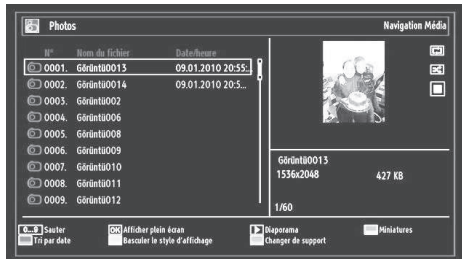 Photos Navigation Média
N° Nom du fichier Date/heure
0001. Görüntü0013 09.01.2010 20:55:..
0002. Görüntü0014 09.01.2010 20:5...
0003. Görüntü002
0004. Görüntü006
0005. Görüntü008
0006. Görüntü009
0007. Görüntü010
0008. Görüntü011
0009. Görüntü012
Görüntü0013
1536x2048 427 KB
1/60
0...9 Sauter OK Afficher plein écran Diaporama Miniatures
Tri par date Basculer le style d'affichage Changer de support